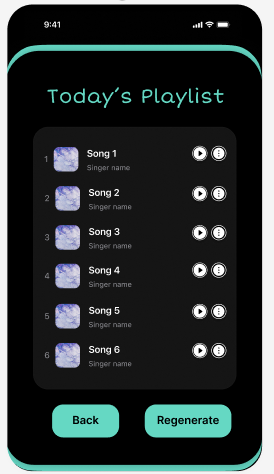 9:41
Today's Playlist
1 Song 1
Singer name
2 Song 2
Singer name
3 Song 3
Singer name
4 Song 4
Singer name
5 Song 5
Singer name
6 Song 6
Singer name
Back Regenerate